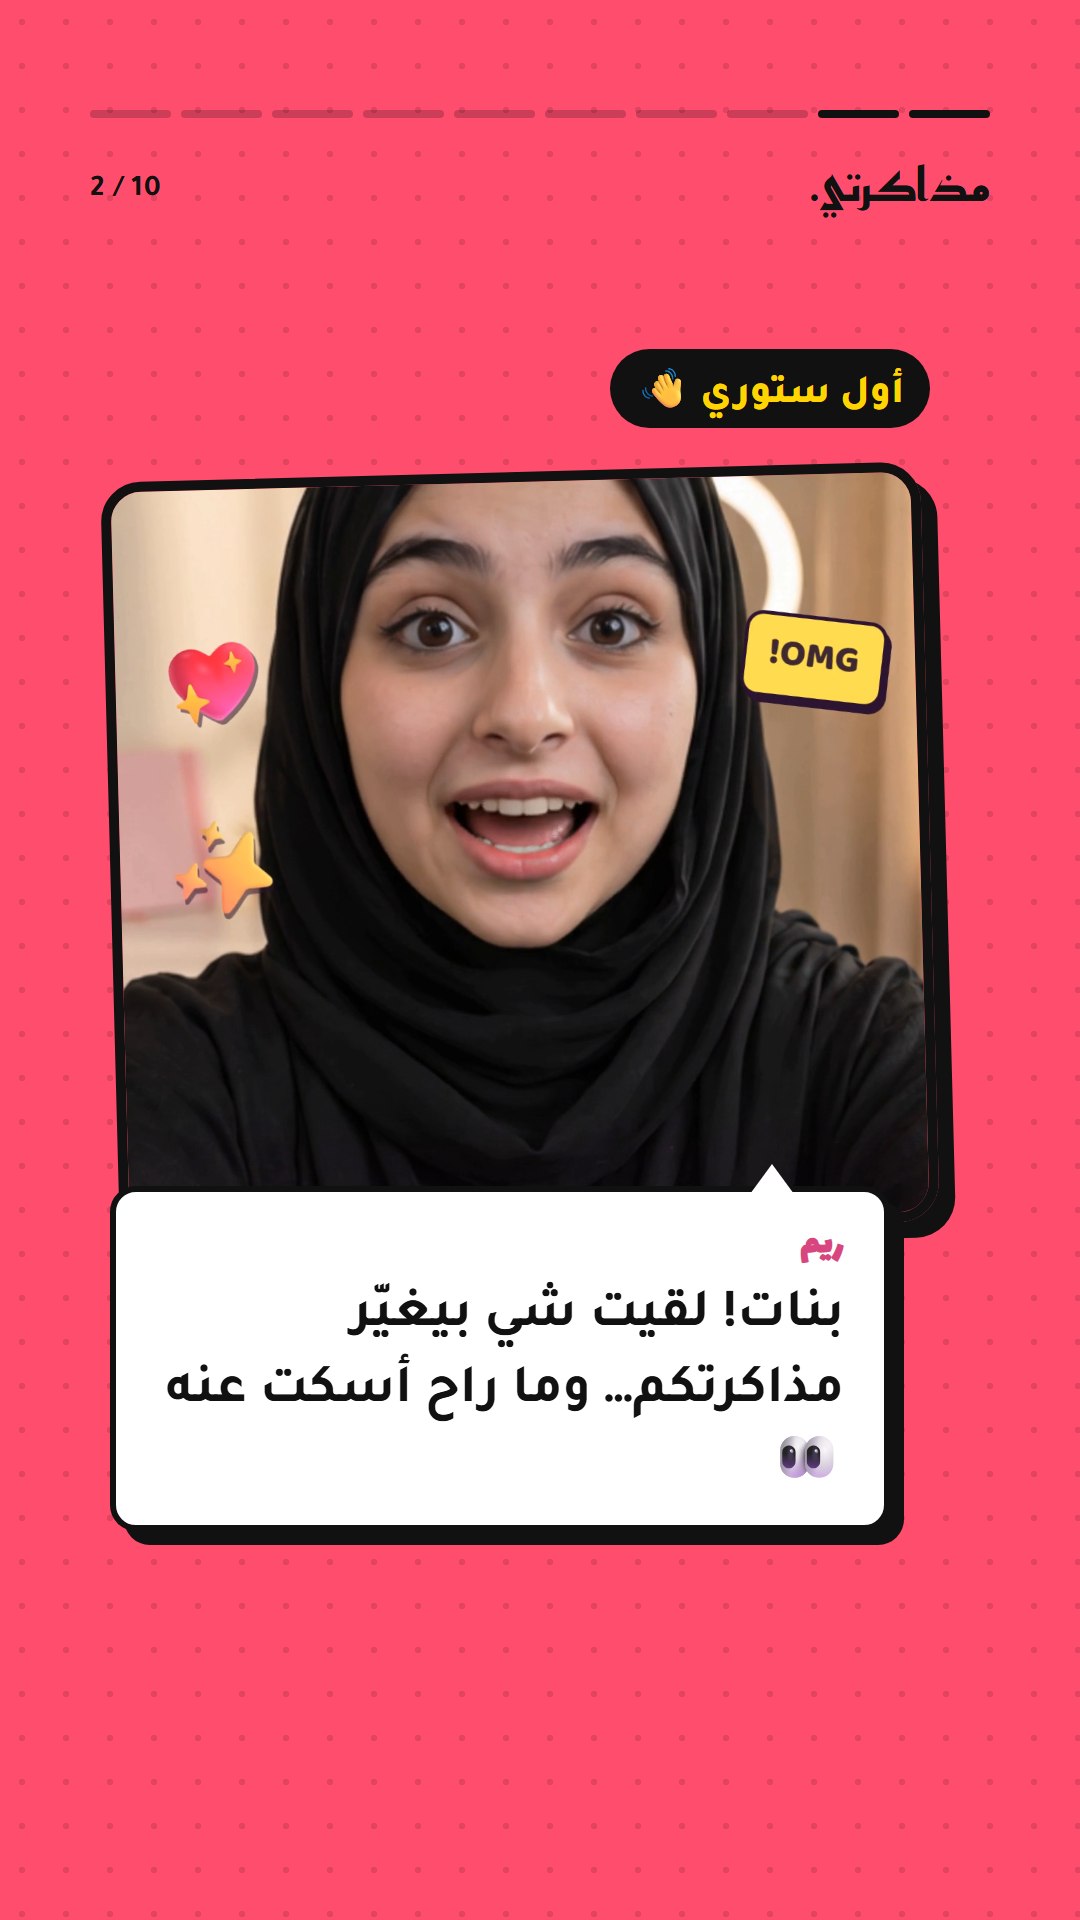 مذاكرتي.
2 / 10
أول ستوري 👋
!OMG
ريم
بنات! لقيت شي بيغيّر
مذاكرتكم... وما راح أسكت عنه
👀